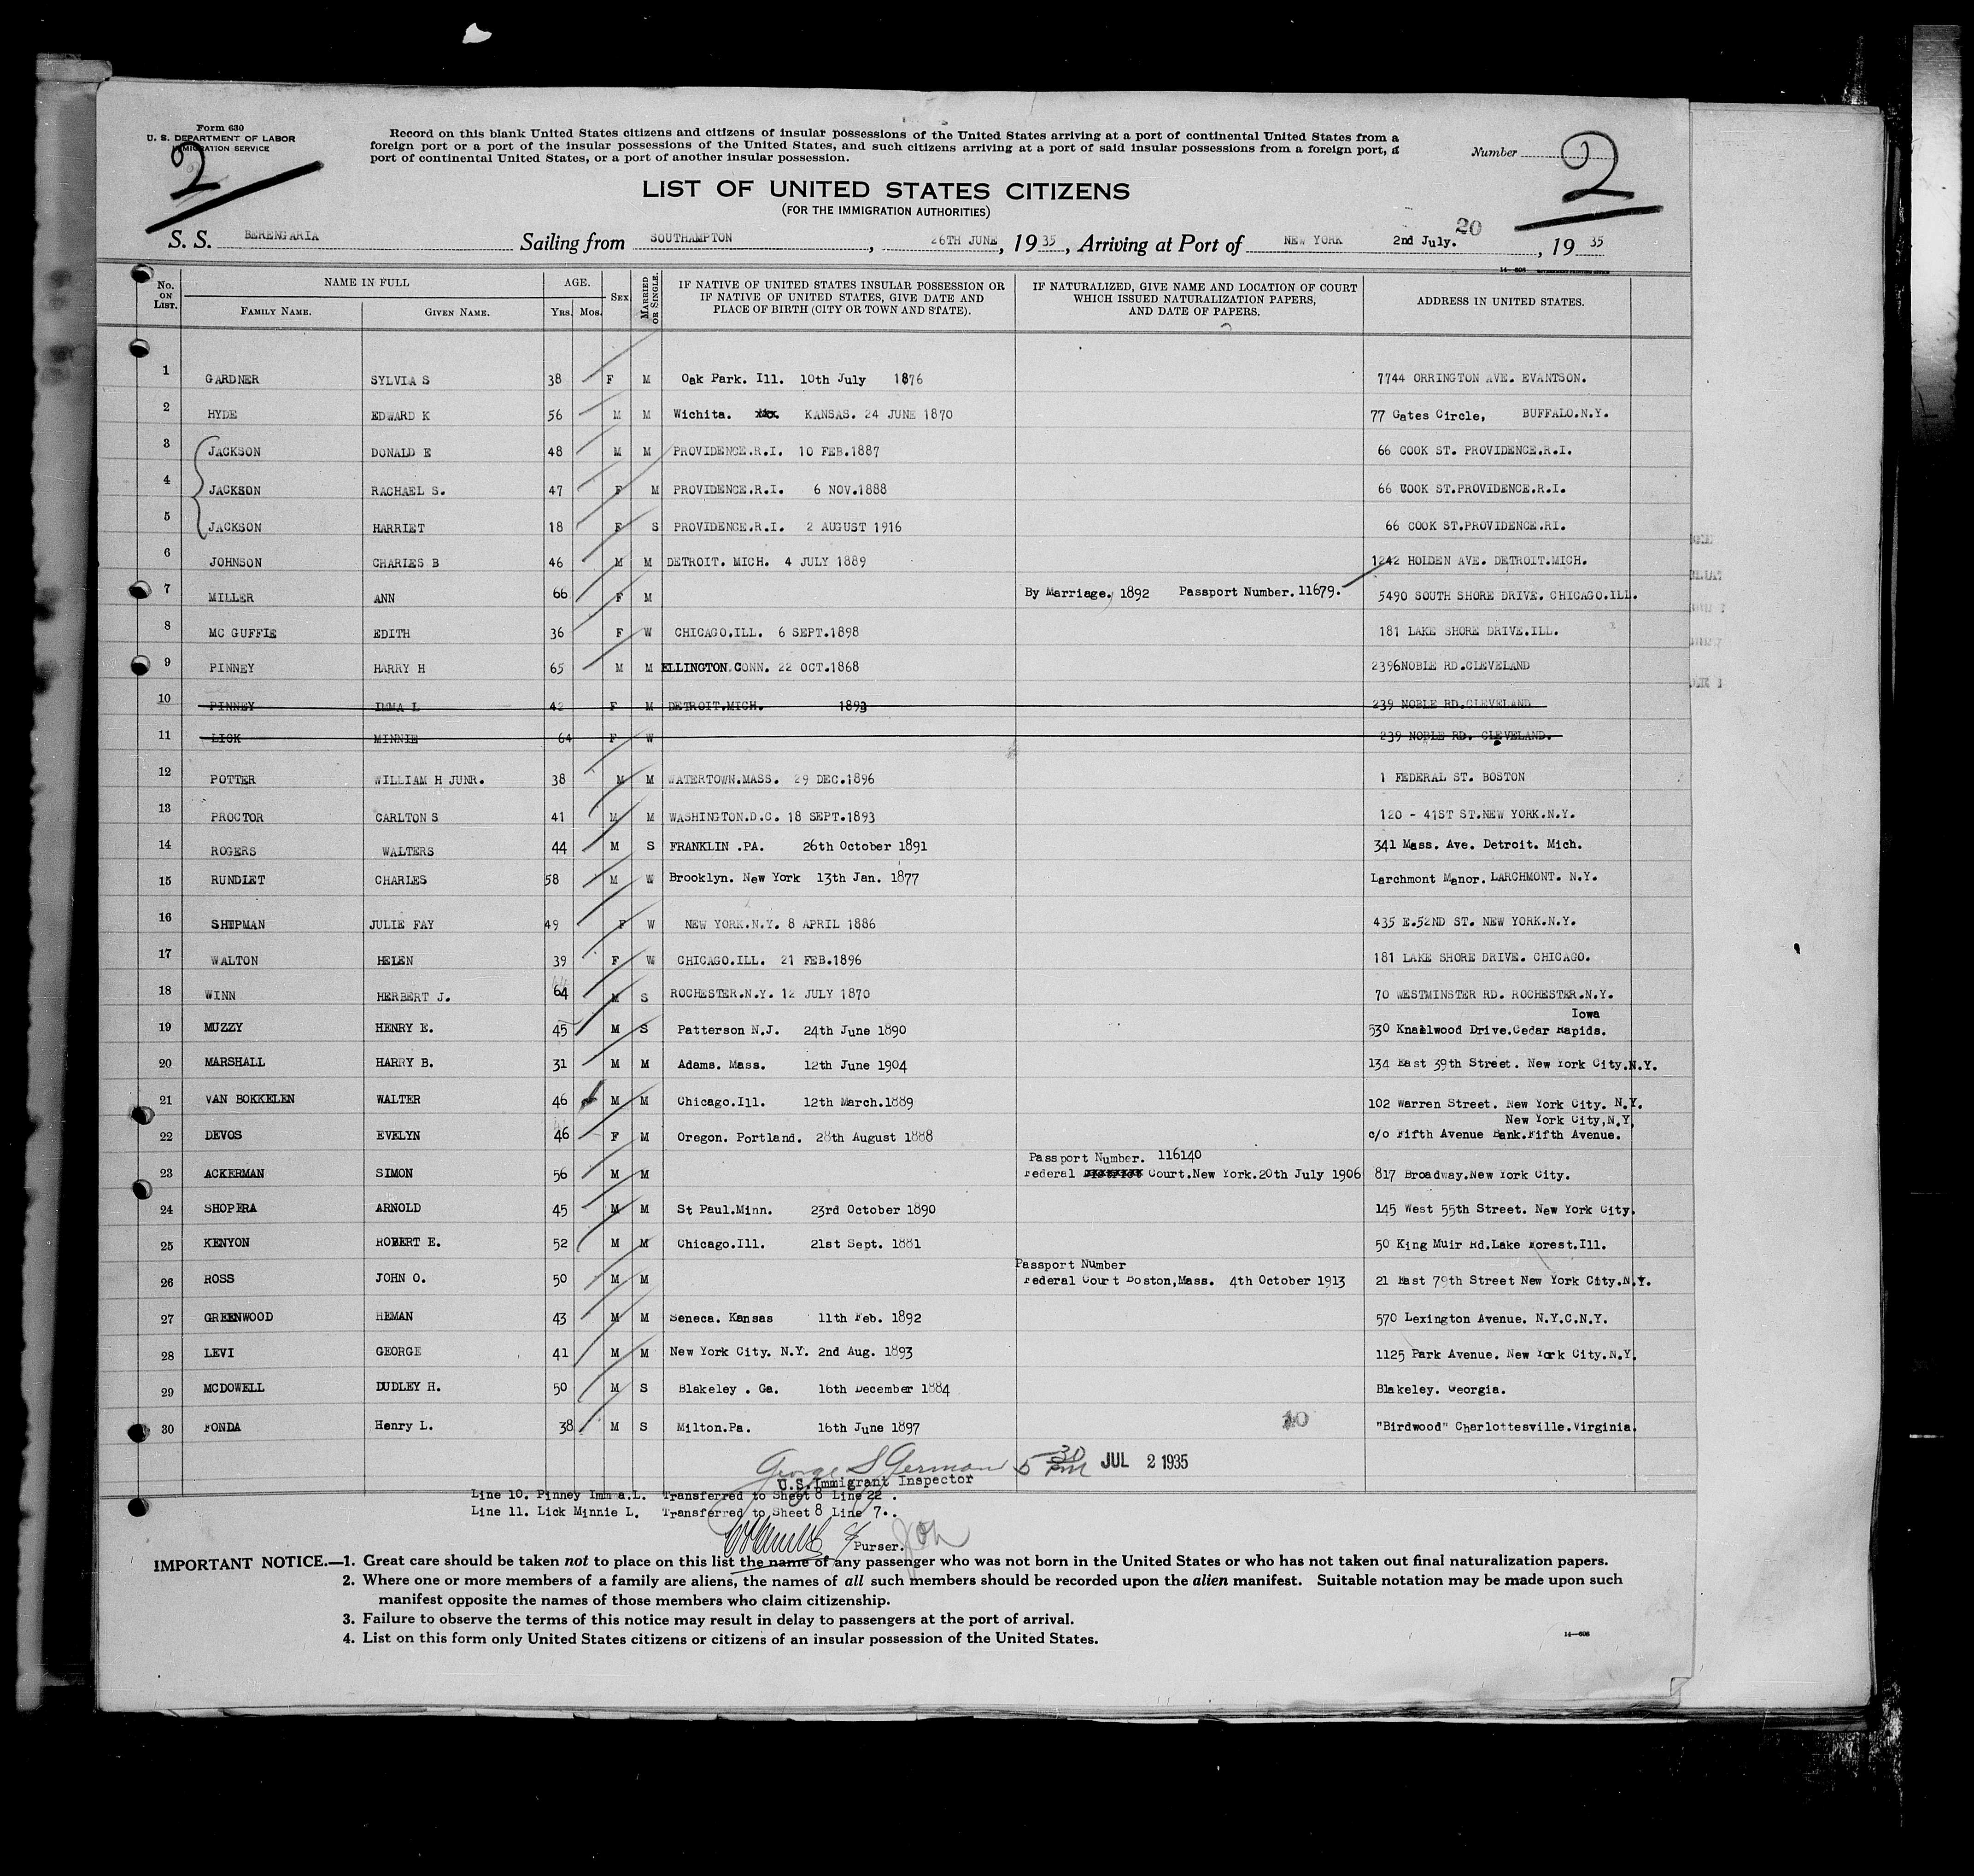 Form 630
U. S. DEPARTMENT OF LABOR
IMMIGRATION SERVICE
2
Record on this blank United States citizens and citizens of insular possessions of the United States arriving at a port of continental United States from a
foreign port or a port of the insular possessions of the United States, and such citizens arriving at a port of said insular possessions from a foreign port, a
port of continental United States, or a port of another insular possession.
Number 2
LIST OF UNITED STATES CITIZENS
(FOR THE IMMIGRATION AUTHORITIES)
20
S. S. BERENGARIA Sailing from SOUTHAMPTON, 26TH JUNE, 1935, Arriving at Port of NEW YORK 2nd July., 1935
14-606 GOVERNMENT PRINTING OFFICE
No. ON LIST. NAME IN FULL FAMILY NAME. GIVEN NAME. AGE. YRS. MOS. SEX MARRIED OR SINGLE. IF NATIVE OF UNITED STATES INSULAR POSSESSION OR IF NATIVE OF UNITED STATES, GIVE DATE AND PLACE OF BIRTH (CITY OR TOWN AND STATE). IF NATURALIZED, GIVE NAME AND LOCATION OF COURT WHICH ISSUED NATURALIZATION PAPERS, AND DATE OF PAPERS. ADDRESS IN UNITED STATES.
1 GARDNER SYLVIA S 38 F M Oak Park. Ill. 10th July 1876 7744 ORRINGTON AVE. EVANTSON.
2 HYDE EDWARD K 56 M M Wichita. KANSAS. 24 JUNE 1870 77 Gates Circle, BUFFALO.N.Y.
3 JACKSON DONALD E 48 M M PROVIDENCE.R.I. 10 FEB.1887 66 COOK ST. PROVIDENCE.R.I.
4 JACKSON RACHAEL S. 47 F M PROVIDENCE.R.I. 6 NOV.1888 66 COOK ST.PROVIDENCE.R.I.
5 JACKSON HARRIET 18 F S PROVIDENCE.R.I. 2 AUGUST 1916 66 COOK ST.PROVIDENCE.RI.
6 JOHNSON CHARLES B 46 M M DETROIT. MICH. 4 JULY 1889 1242 HOLDEN AVE. DETROIT.MICH.
7 MILLER ANN 66 F M By Marriage. 1892 Passport Number. 11679. 5490 SOUTH SHORE DRIVE. CHICAGO.ILL.
8 MC GUFFIE EDITH 36 F W CHICAGO.ILL. 6 SEPT.1898 181 LAKE SHORE DRIVE.ILL.
9 PINNEY HARRY H 65 M M ELLINGTON.CONN. 22 OCT.1868 2396NOBLE RD.CLEVELAND
10 PINNEY IMMA L 42 F M DETROIT.MICH. 1893 239 NOBLE RD.CLEVELAND
11 LICK MINNIE 64 F W 239 NOBLE RD. CLEVELAND.
12 POTTER WILLIAM H JUNR. 38 M M WATERTOWN.MASS. 29 DEC.1896 1 FEDERAL ST. BOSTON
13 PROCTOR CARLTON S 41 M M WASHINGTON.D.C. 18 SEPT.1893 120 - 41ST ST.NEW YORK.N.Y.
14 ROGERS WALTERS 44 M S FRANKLIN .PA. 26th October 1891 341 Mass. Ave. Detroit. Mich.
15 RUNDLET CHARLES 58 M W Brooklyn. New York 13th Jan. 1877 Larchmont Manor. LARCHMONT. N.Y.
16 SHIPMAN JULIE FAY 49 F W NEW YORK.N.Y. 8 APRIL 1886 435 E.52ND ST. NEW YORK.N.Y.
17 WALTON HELEN 39 F W CHICAGO.ILL. 21 FEB.1896 181 LAKE SHORE DRIVE. CHICAGO.
18 WINN HERBERT J. 64 M S ROCHESTER.N.Y. 12 JULY 1870 70 WESTMINSTER RD. ROCHESTER.N.Y.
Iowa
19 MUZZY HENRY E. 45 M S Patterson N.J. 24th June 1890 530 Knallwood Drive.Cedar Rapids.
20 MARSHALL HARRY B. 31 M M Adams. Mass. 12th June 1904 134 East 39th Street. New York City.N.Y.
21 VAN BOKKELEN WALTER 46 M M Chicago.Ill. 12th March.1889 102 Warren Street. New York City. N.Y.
New York City,N.Y.
22 DEVOS EVELYN 46 F M Oregon. Portland. 28th August 1888 c/o Fifth Avenue Bank.Fifth Avenue.
Passport Number. 116140
23 ACKERMAN SIMON 56 M M Federal District Court.New York.20th July 1906 817 Broadway.New York City.
24 SHOPERA ARNOLD 45 M M St Paul.Minn. 23rd October 1890 145 West 55th Street. New York City.
25 KENYON ROBERT E. 52 M M Chicago.Ill. 21st Sept. 1881 50 King Muir Rd.Lake Forest.Ill.
Passport Number
26 ROSS JOHN O. 50 M M Federal Court Boston,Mass. 4th October 1913 21 East 79th Street New York City.N.Y.
27 GREENWOOD HEMAN 43 M M Seneca. Kansas 11th Feb. 1892 570 Lexington Avenue. N.Y.C.N.Y.
28 LEVI GEORGE 41 M M New York City. N.Y. 2nd Aug. 1893 1125 Park Avenue. New York City.N.Y.
29 MCDOWELL DUDLEY H. 50 M S Blakeley . Ga. 16th December 1884 Blakeley. Georgia.
30 FONDA Henry L. 38 M S Milton.Pa. 16th June 1897 "Birdwood" Charlottesville.Virginia.
George S German 5 30 PM JUL 2 1935
U.S.Immigrant Inspector
Line 10. Pinney Imm a.L. Transferred to Sheet 8 Line 22 .
Line 11. Lick Minnie L. Transferred to Sheet 8 Line 7..
Purser.
IMPORTANT NOTICE.—1. Great care should be taken not to place on this list the name of any passenger who was not born in the United States or who has not taken out final naturalization papers.
2. Where one or more members of a family are aliens, the names of all such members should be recorded upon the alien manifest. Suitable notation may be made upon such
manifest opposite the names of those members who claim citizenship.
3. Failure to observe the terms of this notice may result in delay to passengers at the port of arrival.
4. List on this form only United States citizens or citizens of an insular possession of the United States.
14—606